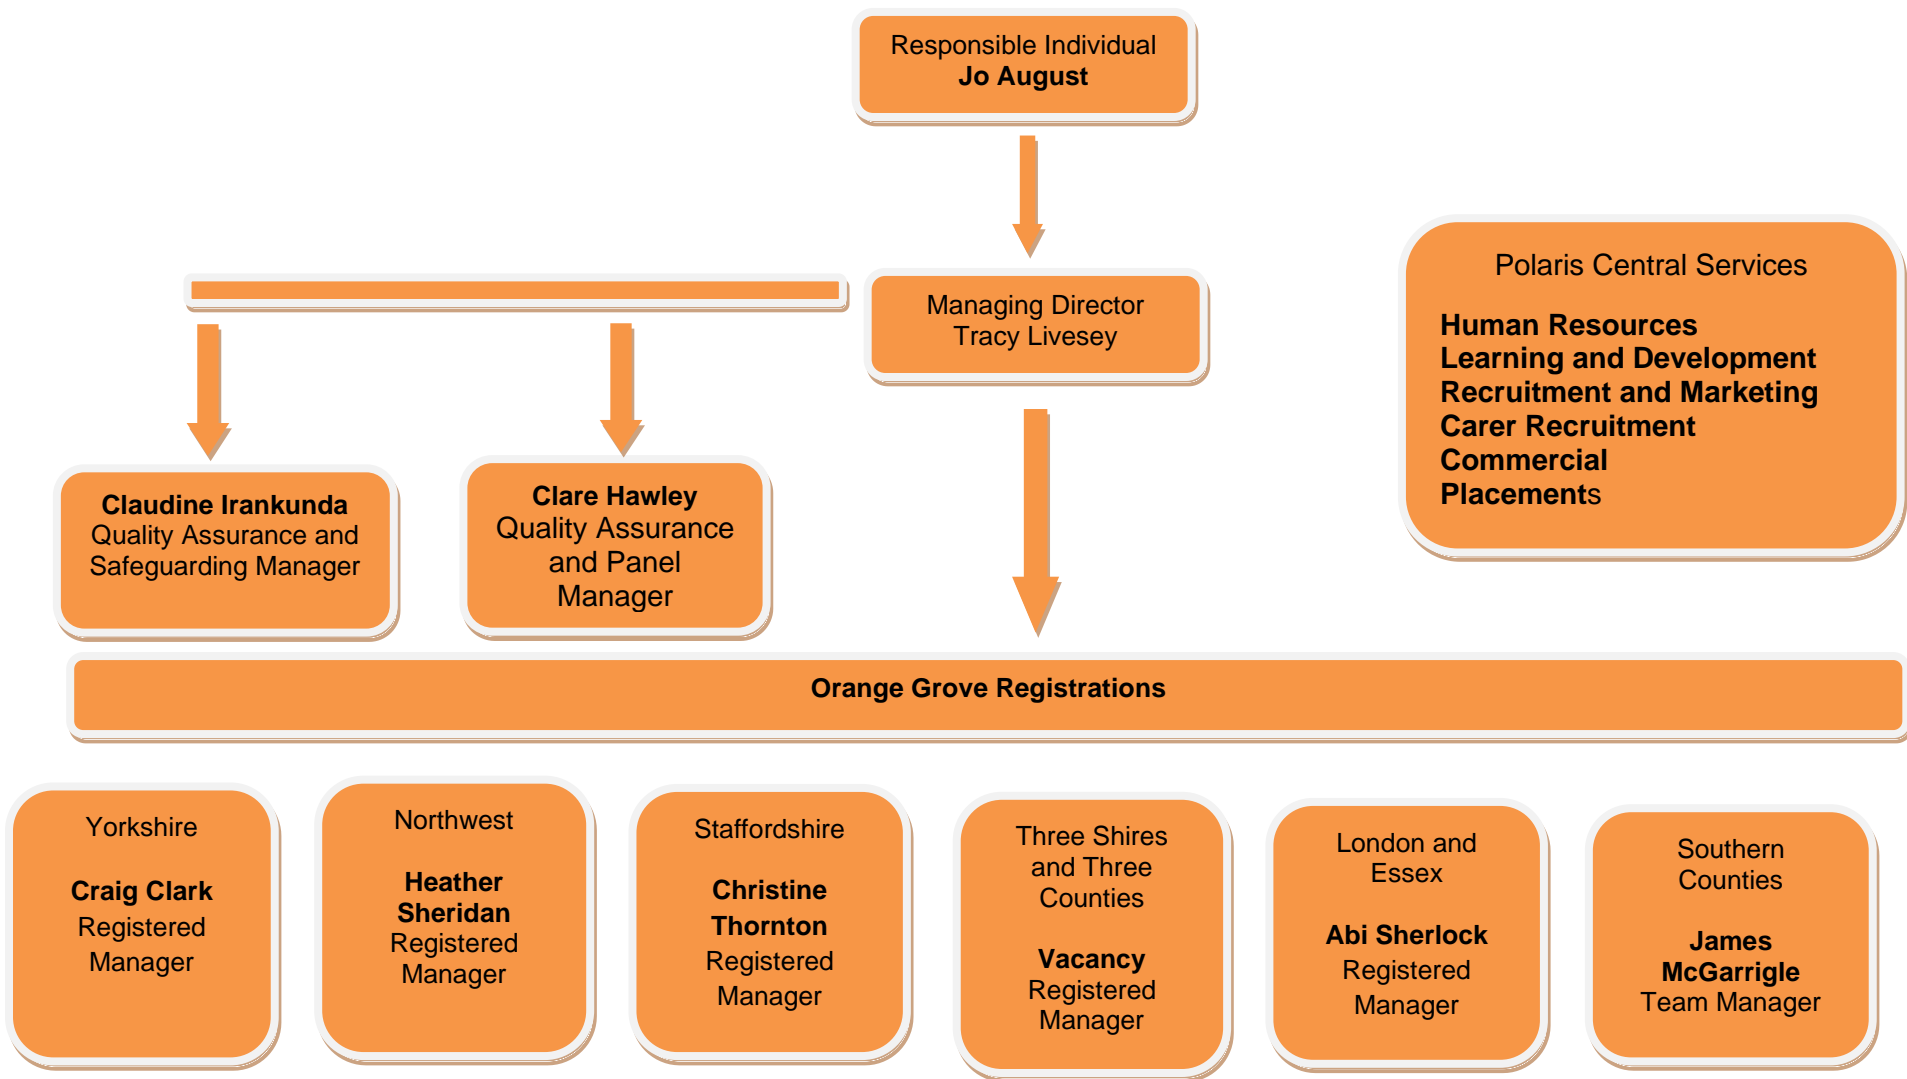 Responsible Individual
Jo August
Managing Director
Tracy Livesey
Polaris Central Services
Human Resources
Learning and Development
Recruitment and Marketing
Carer Recruitment
Commercial
Placements
Claudine Irankunda
Quality Assurance and
Safeguarding Manager
Clare Hawley
Quality Assurance
and Panel
Manager
Orange Grove Registrations
Yorkshire
Craig Clark
Registered
Manager
Northwest
Heather
Sheridan
Registered
Manager
Staffordshire
Christine
Thornton
Registered
Manager
Three Shires
and Three
Counties
Vacancy
Registered
Manager
London and
Essex
Abi Sherlock
Registered
Manager
Southern
Counties
James
McGarrigle
Team Manager